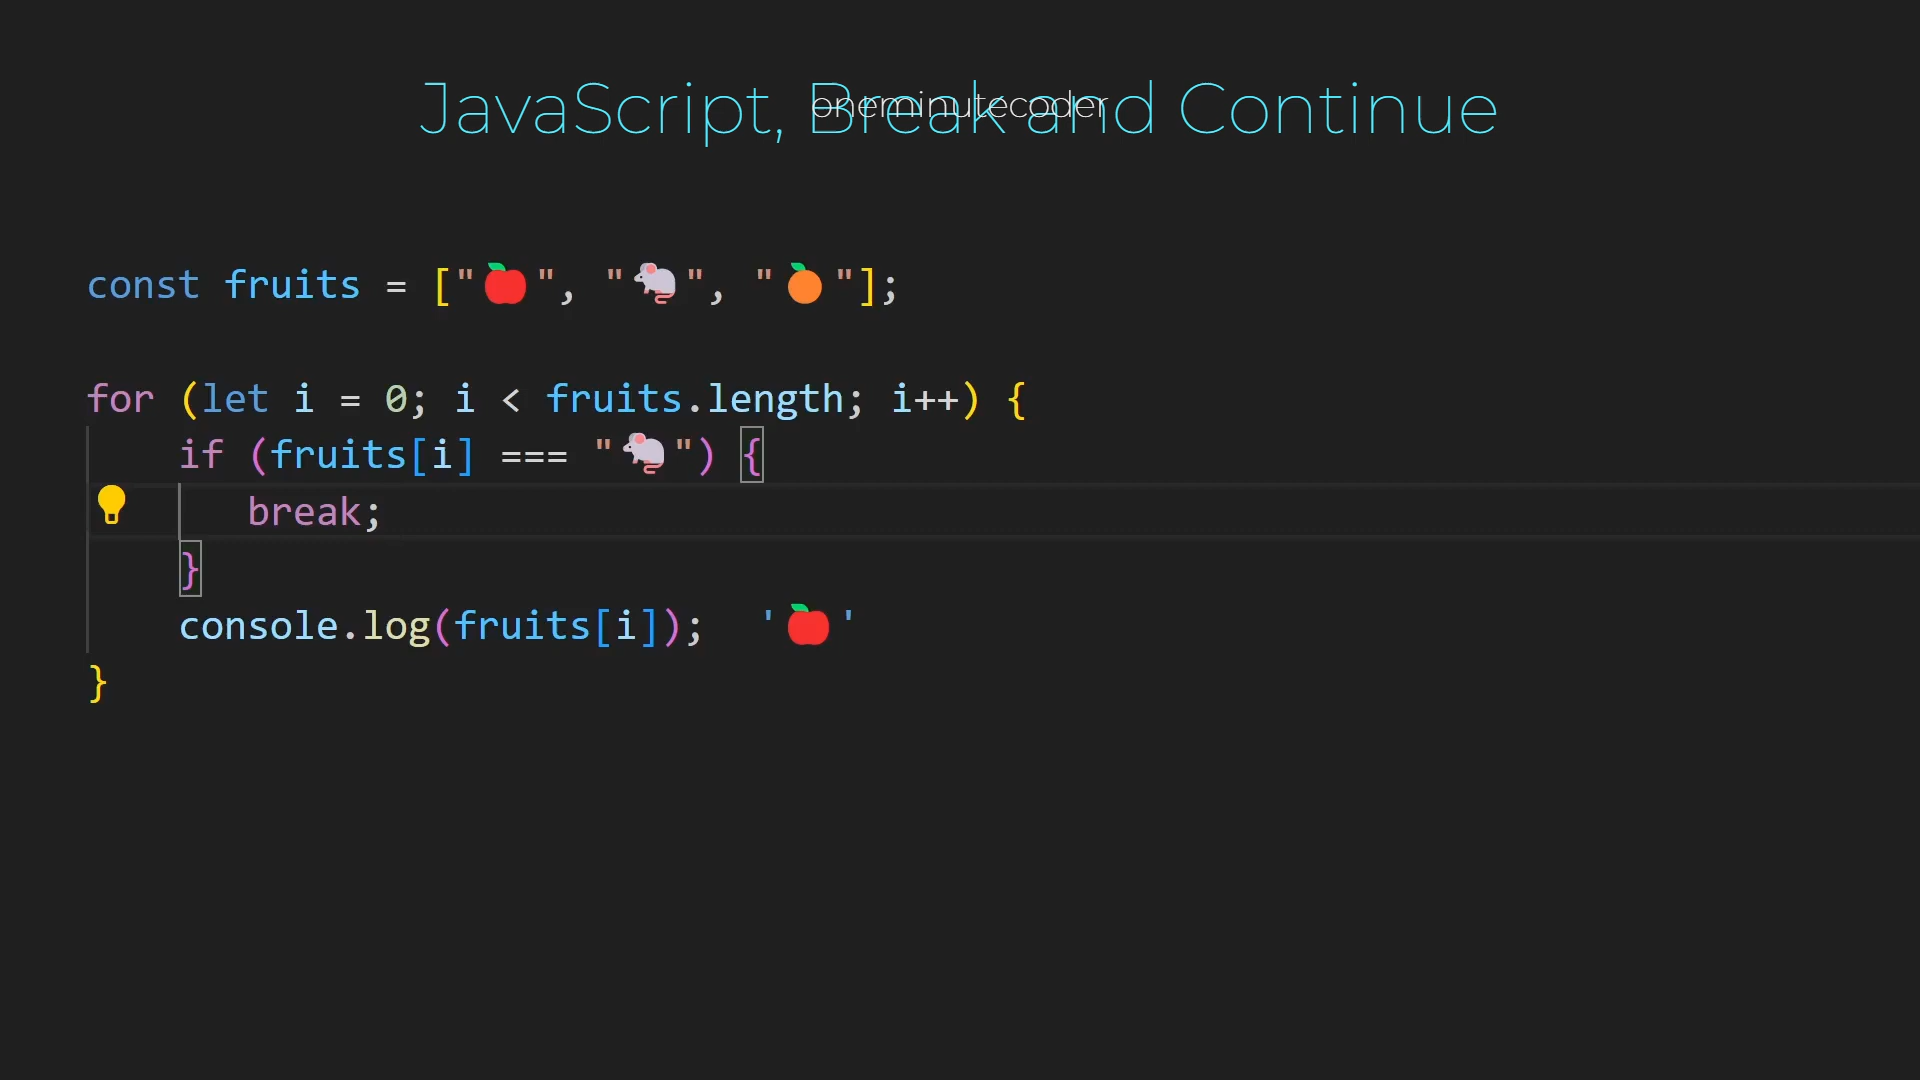 JavaScript, Break and Continue
oneminutecoder
const fruits = ["🍎", "🐁", "🍊"];
for (let i = 0; i < fruits.length; i++) {
    if (fruits[i] === "🐁") {
       break;
    }
    console.log(fruits[i]);  '🍎'
}